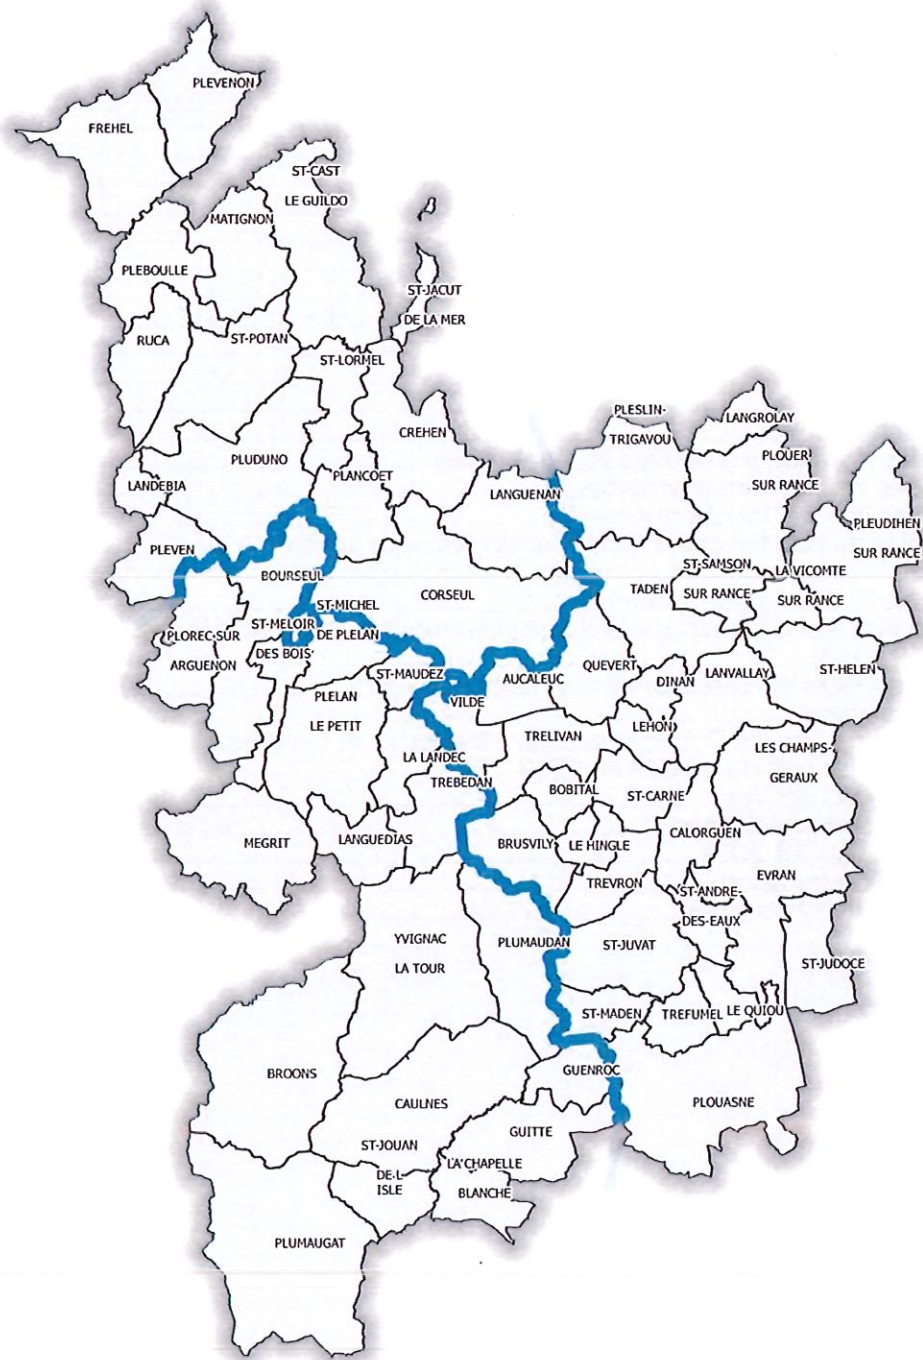 PLEVENON
FREHEL
ST-CAST
LE GUILDO
MATIGNON
PLEBOULLE
ST-JACUT
DE LA MER
RUCA
ST-POTAN
ST-LORMEL
PLESLIN-
TRIGAVOU
LANGROLAY
CREHEN
PLOUER
SUR RANCE
PLUDUNO
PLANCOET
LANDEBIA
LANGUENAN
PLEUDIHEN
SUR RANCE
PLEVEN
BOURSEUL
CORSEUL
TADEN
ST-SAMSON
SUR RANCE
LA VICOMTE
SUR RANCE
ST-MICHEL
DE PLELAN
ST-MELOIR
DES BOIS
PLOREC-SUR
ARGUENON
ST-MAUDEZ
VILDE
AUCALEUC
QUEVERT
DINAN
LANVALLAY
ST-HELEN
PLELAN
LE PETIT
TRELIVAN
LEHON
LES CHAMPS-
GERAUX
LA LANDEC
TREBEDAN
BOBITAL
ST-CARNE
MEGRIT
LANGUEDIAS
BRUSVILY
LE HINGLE
CALORGUEN
EVRAN
TREVRON
ST-ANDRE-
DES-EAUX
YVIGNAC
LA TOUR
PLUMAUDAN
ST-JUVAT
ST-JUDOCE
ST-MADEN
TREFUMEL
LE QUIOU
BROONS
GUENROC
CAULNES
PLOUASNE
GUITTE
ST-JOUAN
DE-L
ISLE
LA CHAPELLE
BLANCHE
PLUMAUGAT